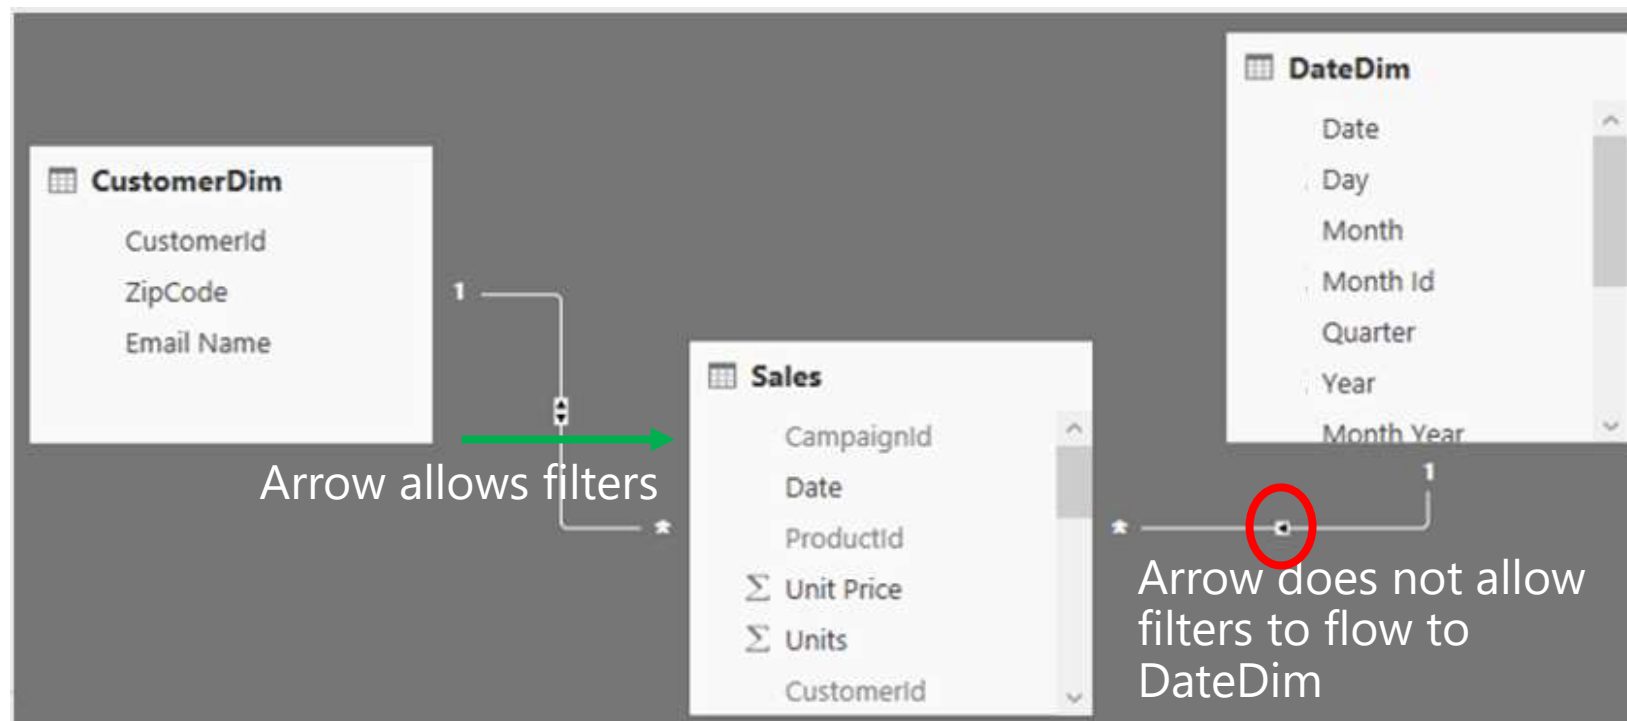 CustomerDim
CustomerId
ZipCode
Email Name
1
Arrow allows filters
*
Sales
CampaignId
Date
ProductId
Σ Unit Price
Σ Units
CustomerId
DateDim
Date
Day
Month
Month Id
Quarter
Year
Month Year
1
*
Arrow does not allow
filters to flow to
DateDim